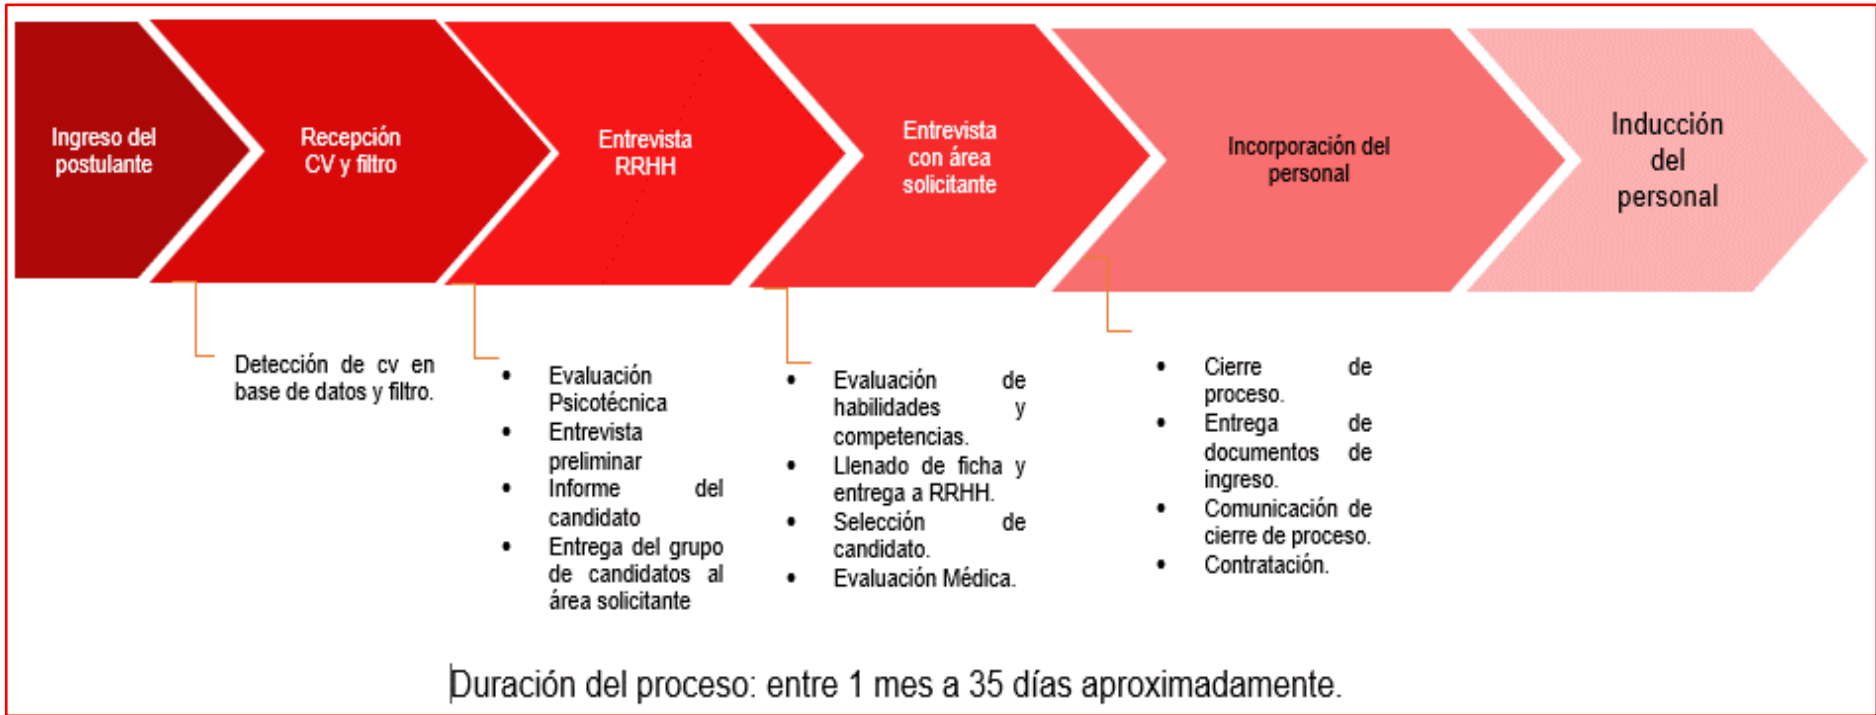 Ingreso del
postulante
Recepción
CV y filtro
Entrevista
RRHH
Entrevista
con área
solicitante
Incorporación del
personal
Inducción
del
personal
Detección de cv en
base de datos y filtro.
• Evaluación
Psicotécnica
• Entrevista
preliminar
• Informe del
candidato
• Entrega del grupo
de candidatos al
área solicitante
• Evaluación de
habilidades y
competencias.
• Llenado de ficha y
entrega a RRHH.
• Selección de
candidato.
• Evaluación Médica.
• Cierre de
proceso.
• Entrega de
documentos de
ingreso.
• Comunicación de
cierre de proceso.
• Contratación.
Duración del proceso: entre 1 mes a 35 días aproximadamente.